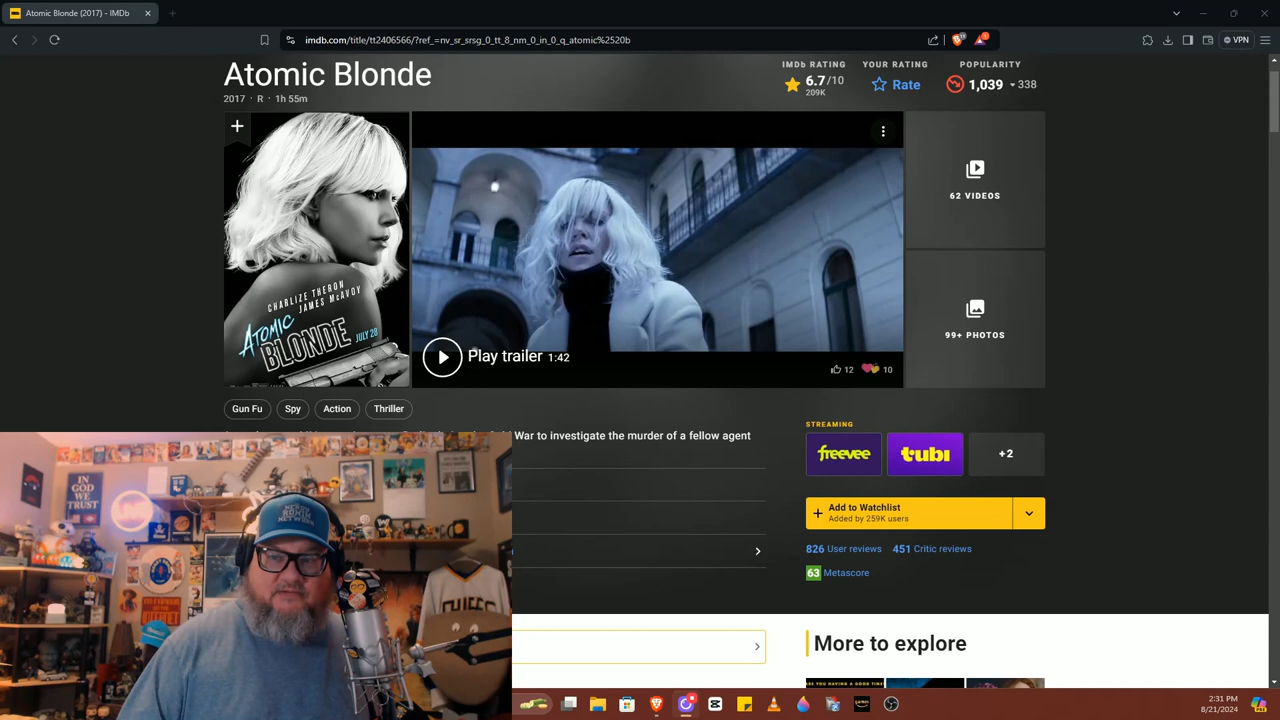 Atomic Blonde (2017) - IMDb
imdb.com/title/tt2406566/?ref_=nv_sr_srsg_0_tt_8_nm_0_in_0_q_atomic%2520b
VPN
Atomic Blonde
2017 · R · 1h 55m
IMDb RATING
6.7/10
209K
YOUR RATING
Rate
POPULARITY
1,039
338
CHARLIZE THERON
JAMES McAVOY
ATOMIC
BLONDE
JULY 28
Play trailer 1:42
12
10
62 VIDEOS
99+ PHOTOS
Gun Fu
Spy
Action
Thriller
War to investigate the murder of a fellow agent
STREAMING
freevee
tubi
+2
Add to Watchlist
Added by 259K users
826 User reviews
451 Critic reviews
63 Metascore
More to explore
IN
GOD WE
TRUST
NERD
RONIN
NETWORK
2:31 PM
8/21/2024